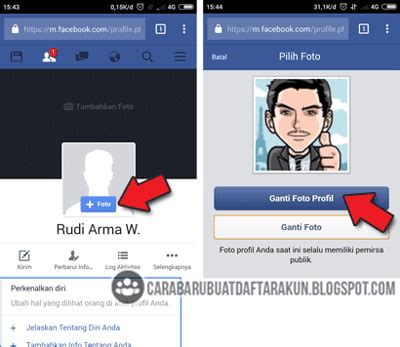 15:43
0,15K/d
4G
https://m.facebook.com/profile.pl
1
1
Tambahkan Foto
+ Foto
Rudi Arma W.
Kirim
Perbarui Info...
Log Aktivitas
Selengkapnya
Perkenalkan diri
Ubah hal yang dilihat orang di profil Anda.
+ Jelaskan Tentang Diri Anda
+ Tambahkan Info Tentang Anda
15:44
31,1K/d
4G
https://m.facebook.com/profile.pl
1
Batal
Pilih Foto
Ganti Foto Profil
Ganti Foto
Foto profil Anda saat ini selalu memiliki pemirsa
publik.
CARABARUBUATDAFTARAKUN.BLOGSPOT.COM